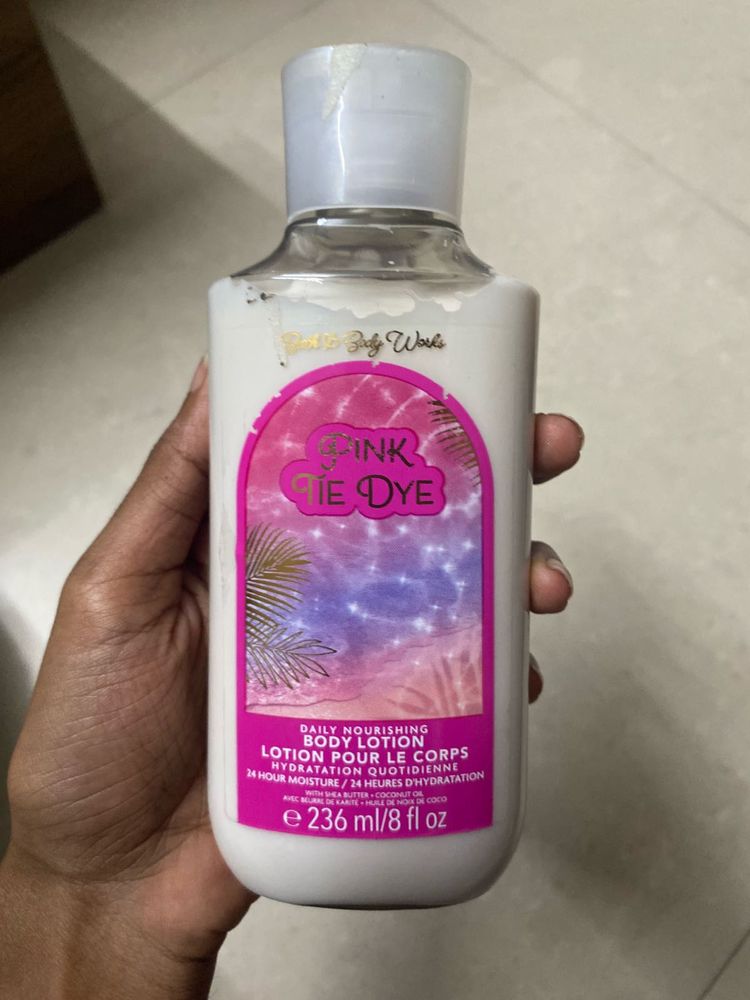 Bath & Body Works
PINK
TIE DYE
DAILY NOURISHING
BODY LOTION
LOTION POUR LE CORPS
HYDRATATION QUOTIDIENNE
24 HOUR MOISTURE / 24 HEURES D'HYDRATATION
WITH SHEA BUTTER • COCONUT OIL
AVEC BEURRE DE KARITÉ • HUILE DE NOIX DE COCO
℮ 236 ml/8 fl oz